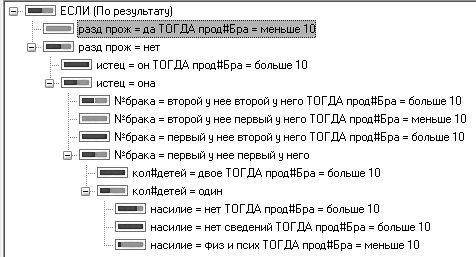 ЕСЛИ (По результату)
разд прож = да ТОГДА прод#Бра = меньше 10
разд прож = нет
истец = он ТОГДА прод#Бра = больше 10
истец = она
№брака = второй у нее второй у него ТОГДА прод#Бра = больше 10
№брака = второй у нее первый у него ТОГДА прод#Бра = меньше 10
№брака = первый у нее второй у него ТОГДА прод#Бра = больше 10
№брака = первый у нее первый у него
кол#детей = двое ТОГДА прод#Бра = больше 10
кол#детей = один
насилие = нет ТОГДА прод#Бра = больше 10
насилие = нет сведений ТОГДА прод#Бра = больше 10
насилие = физ и псих ТОГДА прод#Бра = меньше 10